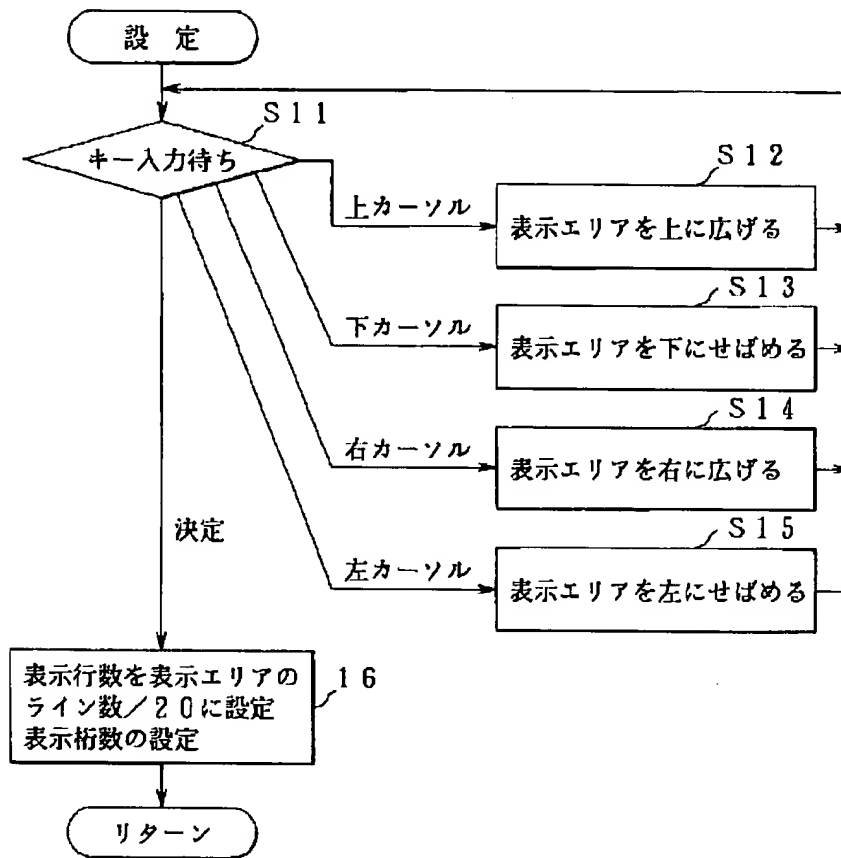 設 定
S11
キー入力待ち
上カーソル
S12
表示エリアを上に広げる
下カーソル
S13
表示エリアを下にせばめる
右カーソル
S14
表示エリアを右に広げる
左カーソル
S15
表示エリアを左にせばめる
決定
16
表示行数を表示エリアの
ライン数/20に設定
表示桁数の設定
リターン